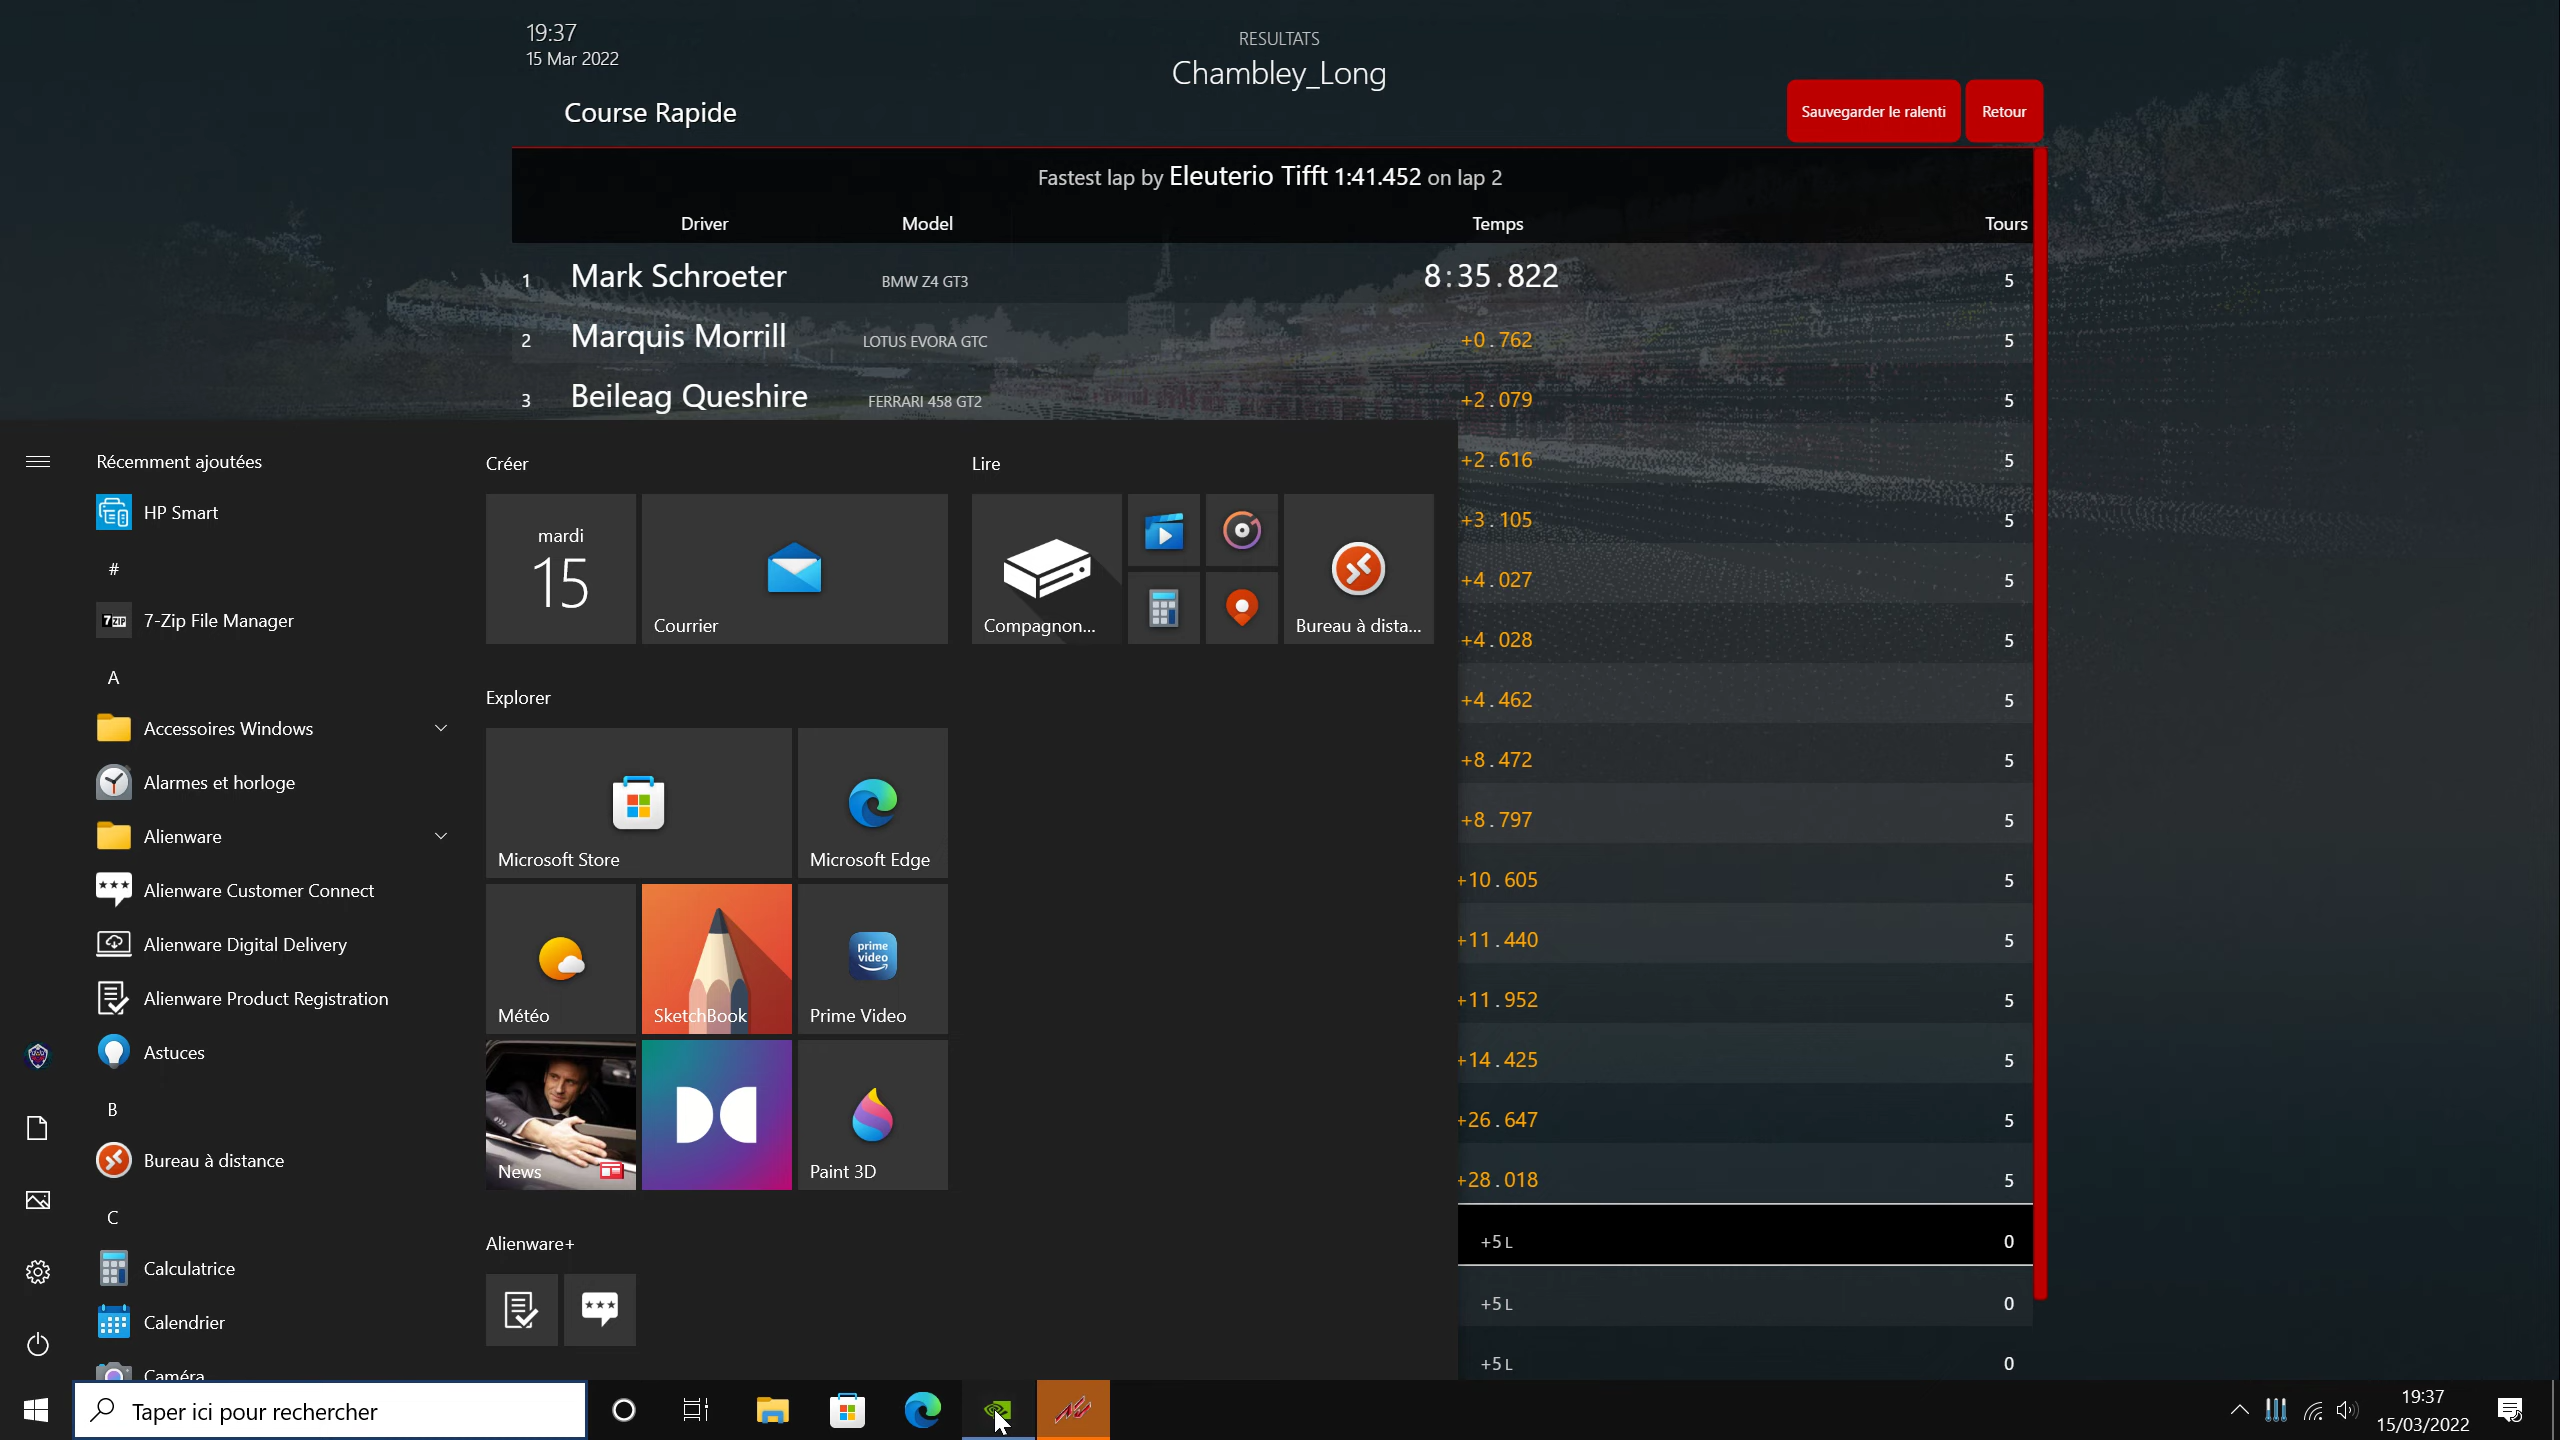 19:37
15 Mar 2022
RESULTATS
Chambley_Long
Course Rapide
Sauvegarder le ralenti
Retour
Fastest lap by Eleuterio Tifft 1:41.452 on lap 2
Driver Model Temps Tours
1 Mark Schroeter BMW Z4 GT3 8:35.822 5
2 Marquis Morrill LOTUS EVORA GTC +0.762 5
3 Beileag Queshire FERRARI 458 GT2 +2.079 5
+2.616 5
+3.105 5
+4.027 5
+4.028 5
+4.462 5
+8.472 5
+8.797 5
+10.605 5
+11.440 5
+11.952 5
+14.425 5
+26.647 5
+28.018 5
+5L 0
+5L 0
+5L 0
Récemment ajoutées
HP Smart
#
7-Zip File Manager
A
Accessoires Windows
Alarmes et horloge
Alienware
Alienware Customer Connect
Alienware Digital Delivery
Alienware Product Registration
Astuces
B
Bureau à distance
C
Calculatrice
Calendrier
Caméra
Créer
mardi
15
Courrier
Lire
Compagnon...
Bureau à dista...
Explorer
Microsoft Store
Microsoft Edge
Météo
SketchBook
prime
video
Prime Video
News
Paint 3D
Alienware+
Taper ici pour rechercher
19:37
15/03/2022